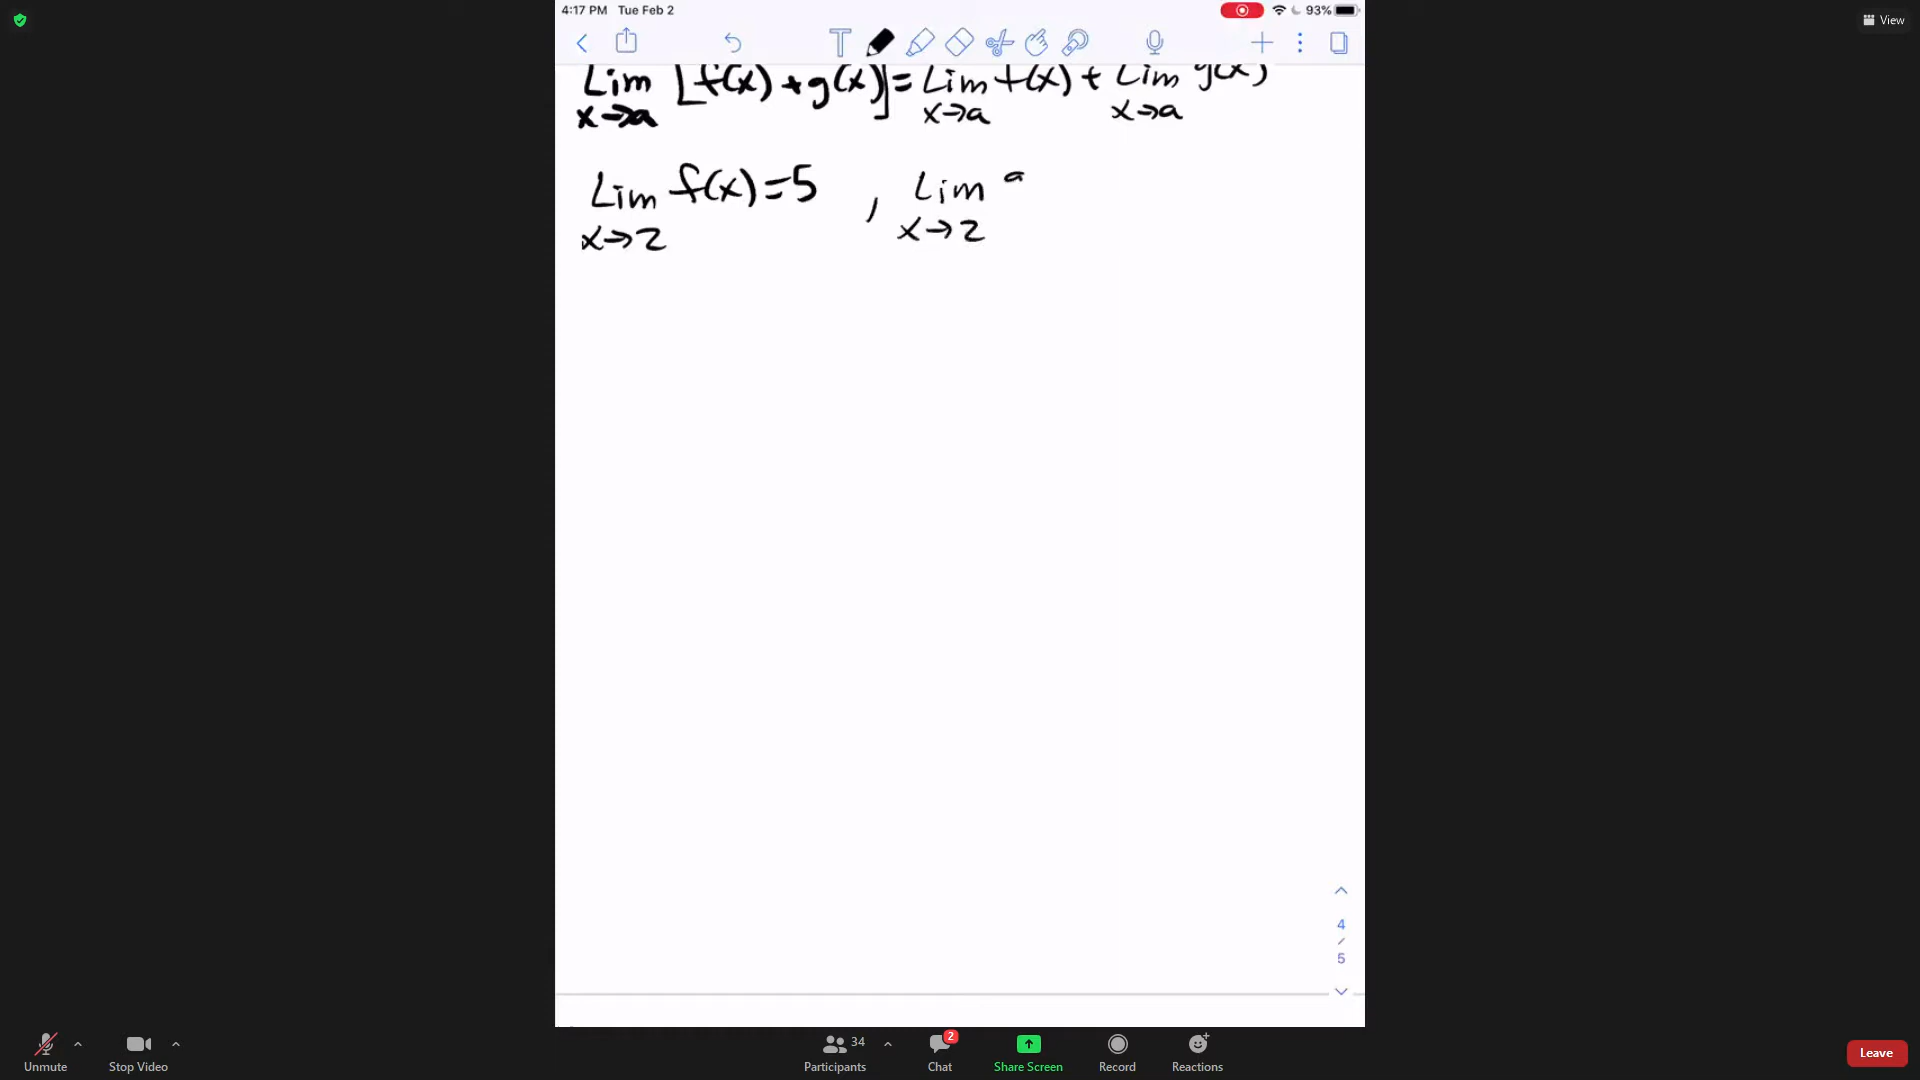 4:17 PM Tue Feb 2
93%
View
Lim [f(x) + g(x)] = Lim f(x) + Lim g(x)
x→a x→a x→a
Lim f(x) = 5 , Lim
x→2 x→2
4
/
5
Unmute
Stop Video
34
Participants
2
Chat
Share Screen
Record
Reactions
Leave